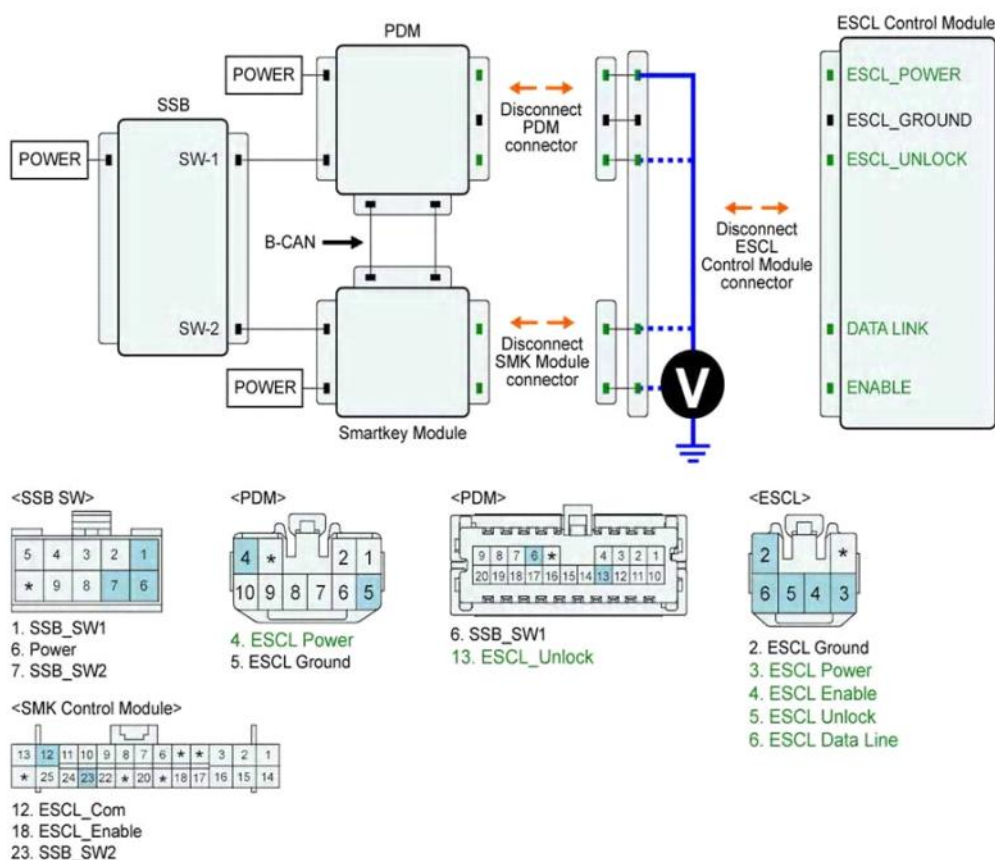 PDM
ESCL Control Module
POWER
ESCL_POWER
SSB
Disconnect
PDM
connector
ESCL_GROUND
POWER
SW-1
ESCL_UNLOCK
B-CAN
Disconnect
ESCL
Control Module
connector
SW-2
Disconnect
SMK Module
connector
DATA LINK
POWER
V
ENABLE
Smartkey Module
<SSB SW>
5 4 3 2 1
* 9 8 7 6
1. SSB_SW1
6. Power
7. SSB_SW2
<PDM>
4 * 2 1
10 9 8 7 6 5
4. ESCL Power
5. ESCL Ground
<PDM>
9 8 7 6 * 4 3 2 1
20 19 18 17 16 15 14 13 12 11 10
6. SSB_SW1
13. ESCL_Unlock
<ESCL>
2 *
6 5 4 3
2. ESCL Ground
3. ESCL Power
4. ESCL Enable
5. ESCL Unlock
6. ESCL Data Line
<SMK Control Module>
13 12 11 10 9 8 7 6 * * 3 2 1
* 25 24 23 22 * 20 * 18 17 16 15 14
12. ESCL_Com
18. ESCL_Enable
23. SSB_SW2